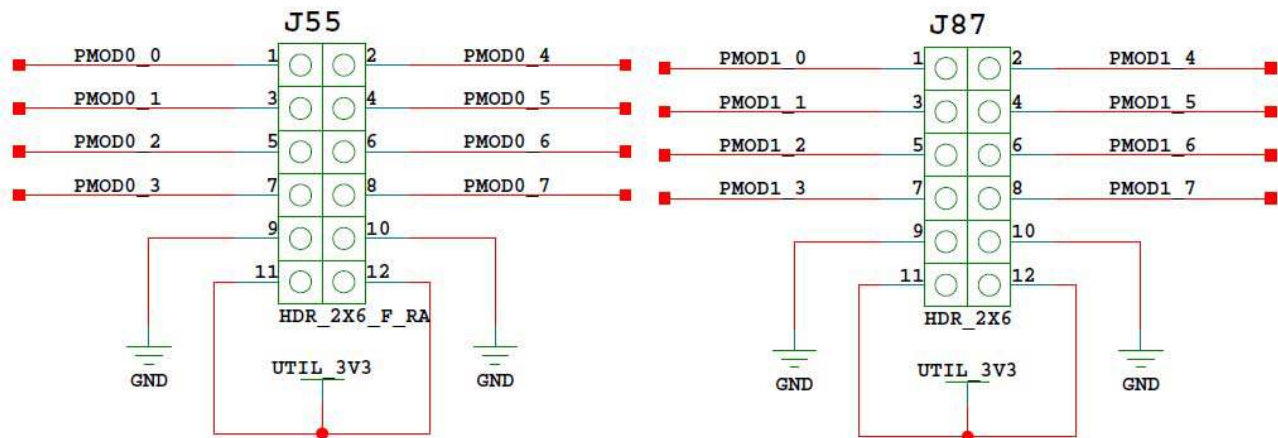 J55
J87
PMOD0_0 1 2 PMOD0_4
PMOD0_1 3 4 PMOD0_5
PMOD0_2 5 6 PMOD0_6
PMOD0_3 7 8 PMOD0_7
9 10
11 12
HDR_2X6_F_RA
GND
UTIL_3V3
GND
PMOD1_0 1 2 PMOD1_4
PMOD1_1 3 4 PMOD1_5
PMOD1_2 5 6 PMOD1_6
PMOD1_3 7 8 PMOD1_7
9 10
11 12
HDR_2X6
GND
UTIL_3V3
GND